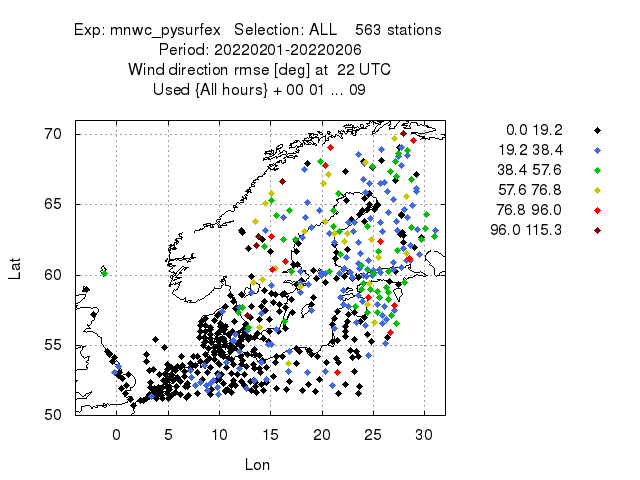 Exp: mnwc_pysurfex   Selection: ALL    563 stations
Period: 20220201-20220206
Wind direction rmse [deg] at  22 UTC
Used {All hours} + 00 01 ... 09
0.0 19.2
19.2 38.4
38.4 57.6
57.6 76.8
76.8 96.0
96.0 115.3
70
65
60
55
50
Lat
0 5 10 15 20 25 30
Lon